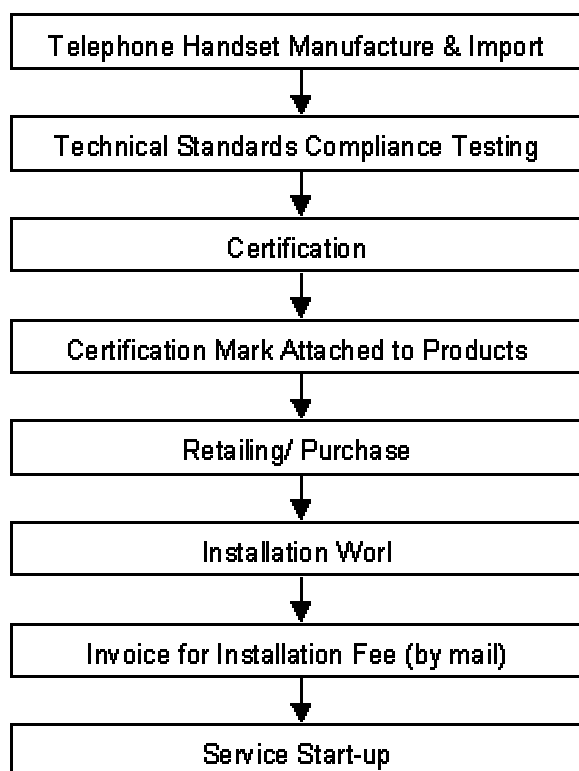 Telephone Handset Manufacture & Import
Technical Standards Compliance Testing
Certification
Certification Mark Attached to Products
Retailing/ Purchase
Installation Worl
Invoice for Installation Fee (by mail)
Service Start-up